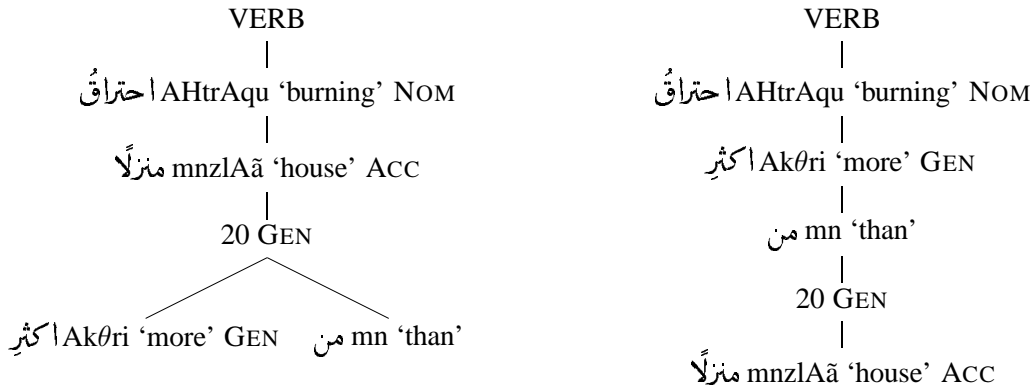 VERB
احتراقُ AHtrAqu ‘burning’ NOM
منزلًا mnzlAã ‘house’ ACC
20 GEN
اكثرِ Akθri ‘more’ GEN من mn ‘than’
VERB
احتراقُ AHtrAqu ‘burning’ NOM
اكثرِ Akθri ‘more’ GEN
من mn ‘than’
20 GEN
منزلًا mnzlAã ‘house’ ACC